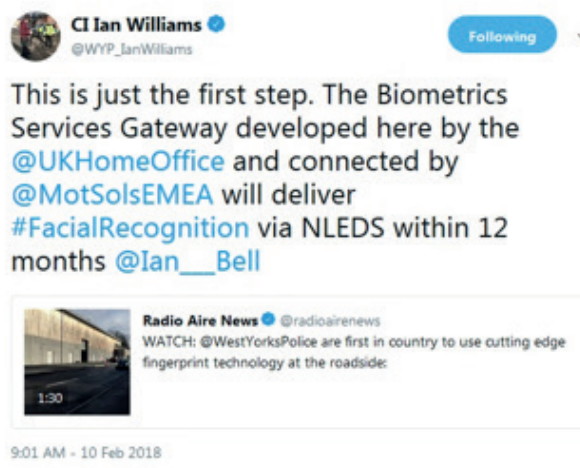 CI Ian Williams
@WYP_IanWilliams
Following
This is just the first step. The Biometrics
Services Gateway developed here by the
@UKHomeOffice and connected by
@MotSolsEMEA will deliver
#FacialRecognition via NLEDS within 12
months @Ian___Bell
Radio Aire News @radioairenews
WATCH: @WestYorksPolice are first in country to use cutting edge
fingerprint technology at the roadside:
1:30
9:01 AM - 10 Feb 2018